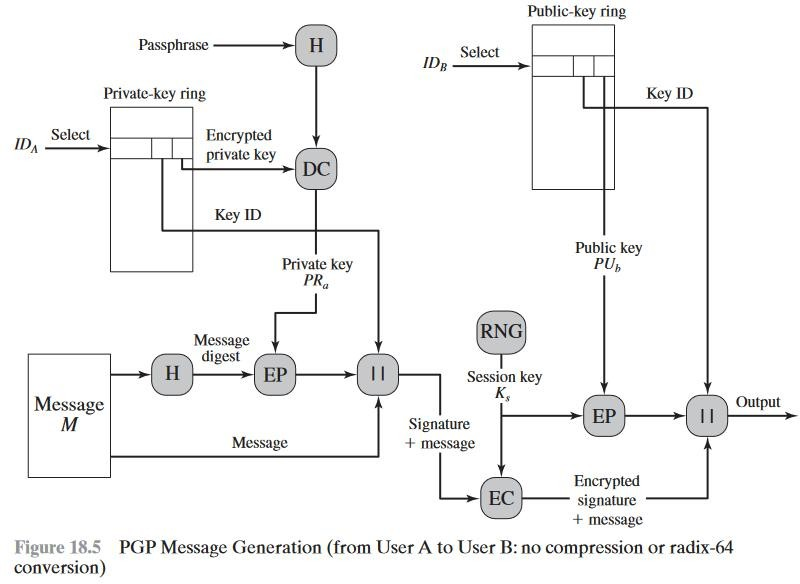 Public-key ring
Passphrase
H
ID_B
Select
Private-key ring
Key ID
ID_A
Select
Encrypted
private key
DC
Key ID
Public key
PU_b
Private key
PR_a
RNG
Message
digest
H
EP
||
Session key
K_s
Message
M
Output
EP
||
Signature
+ message
Message
Encrypted
signature
+ message
EC
Figure 18.5 PGP Message Generation (from User A to User B: no compression or radix-64
conversion)